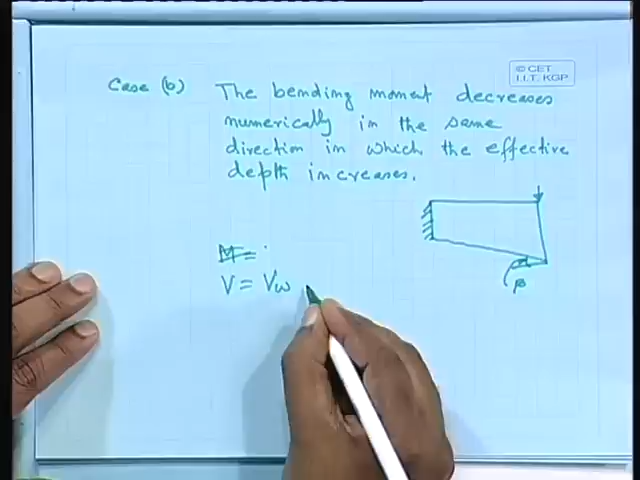 © CET
I.I.T. KGP
Case (b) The bending moment decreases
numerically in the same
direction in which the effective
depth increases.
M =
V = Vw
β